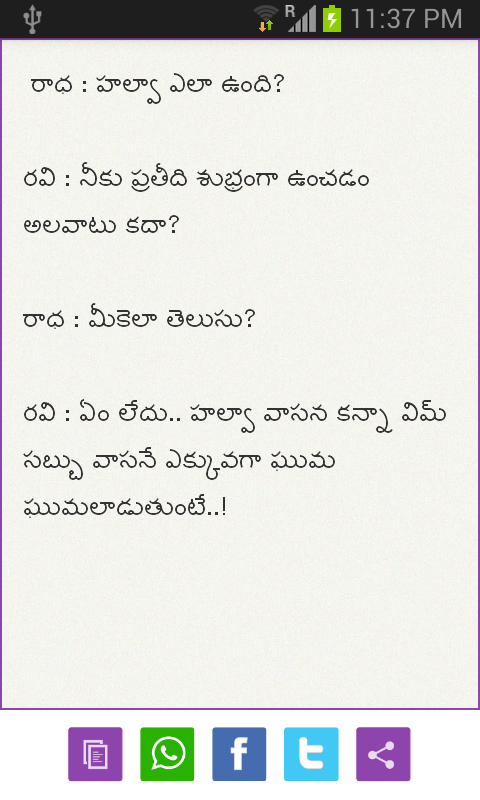 R 11:37 PM
రాధ : హల్వా ఎలా ఉంది?
రవి : నీకు ప్రతీది శుభ్రంగా ఉంచడం
అలవాటు కదా?
రాధ : మీకెలా తెలుసు?
రవి : ఏం లేదు.. హల్వా వాసన కన్నా విమ్
సబ్బు వాసనే ఎక్కువగా ఘుమ
ఘుమలాడుతుంటే..!